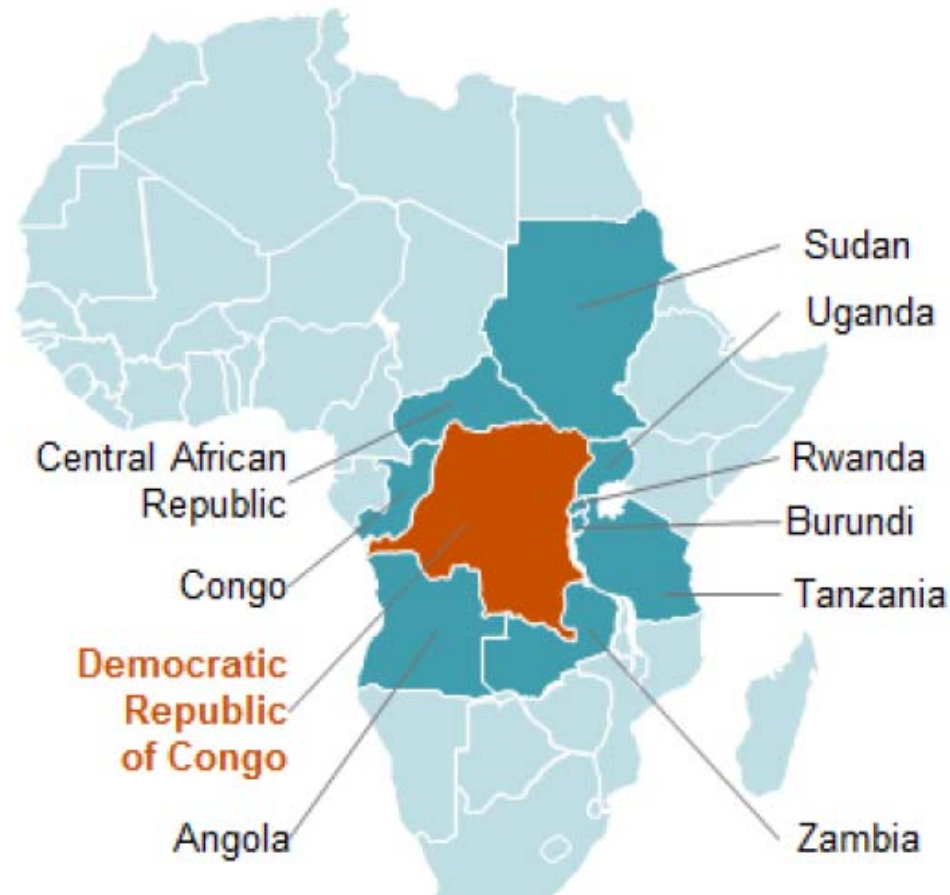 Sudan
Uganda
Central African
Republic
Rwanda
Burundi
Congo
Tanzania
Democratic
Republic
of Congo
Angola
Zambia